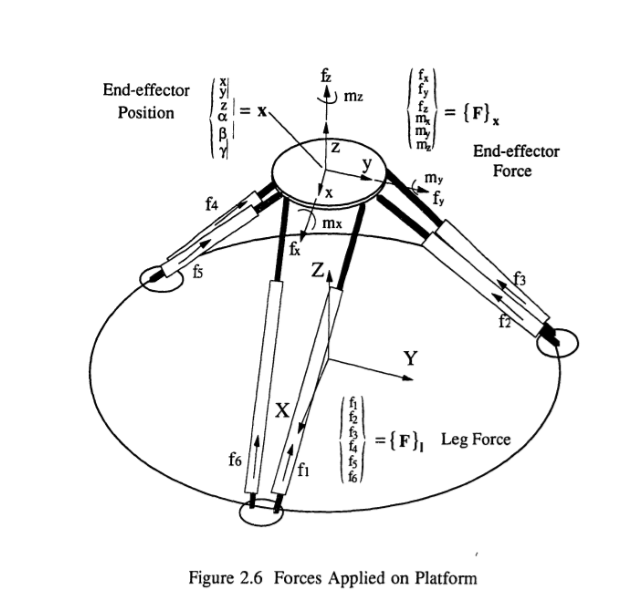 fz
mz
End-effector
Position
x
y
z
α
β
γ
= x
fx
fy
fz
mx
my
mz
= {F}x
End-effector
Force
z
y
x
my
fy
mx
fx
f4
f5
f3
f2
Z
Y
X
f6
f1
f1
f2
f3
f4
f5
f6
= {F}l Leg Force
Figure 2.6 Forces Applied on Platform